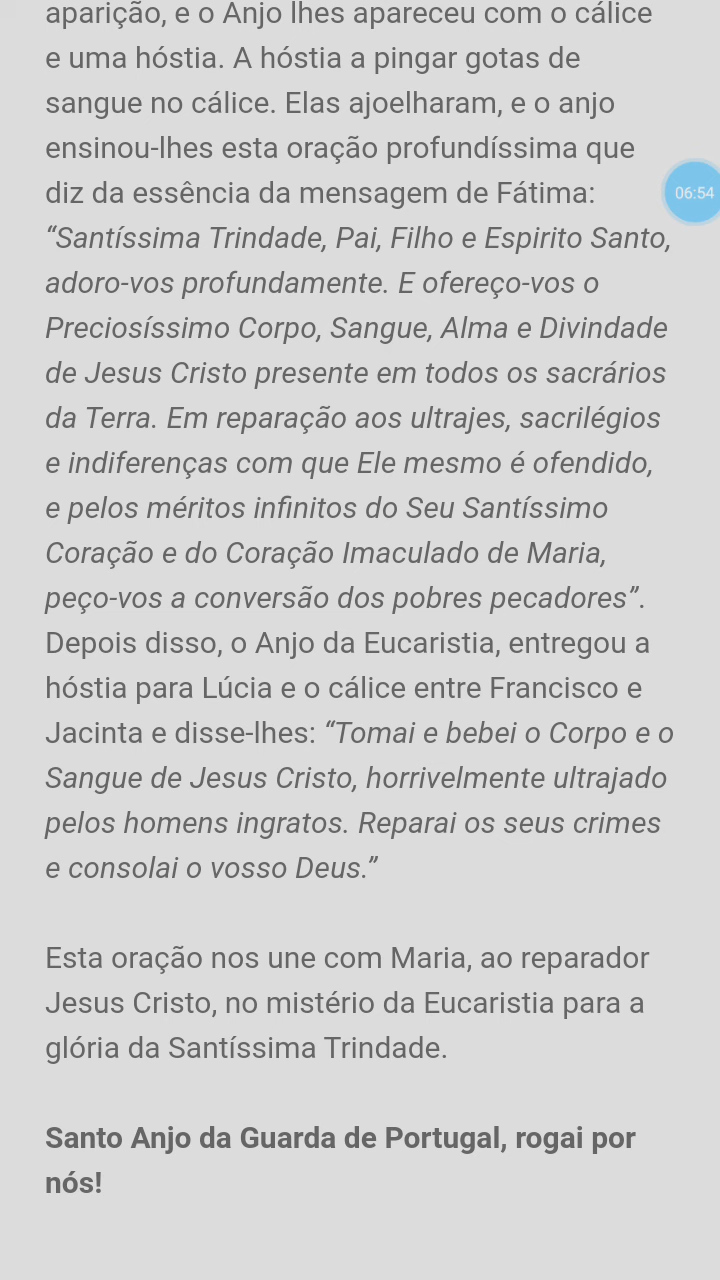 aparição, e o Anjo lhes apareceu com o cálice
e uma hóstia. A hóstia a pingar gotas de
sangue no cálice. Elas ajoelharam, e o anjo
ensinou-lhes esta oração profundíssima que
diz da essência da mensagem de Fátima:
06:54
“Santíssima Trindade, Pai, Filho e Espirito Santo,
adoro-vos profundamente. E ofereço-vos o
Preciosíssimo Corpo, Sangue, Alma e Divindade
de Jesus Cristo presente em todos os sacrários
da Terra. Em reparação aos ultrajes, sacrilégios
e indiferenças com que Ele mesmo é ofendido,
e pelos méritos infinitos do Seu Santíssimo
Coração e do Coração Imaculado de Maria,
peço-vos a conversão dos pobres pecadores”.
Depois disso, o Anjo da Eucaristia, entregou a
hóstia para Lúcia e o cálice entre Francisco e
Jacinta e disse-lhes: “Tomai e bebei o Corpo e o
Sangue de Jesus Cristo, horrivelmente ultrajado
pelos homens ingratos. Reparai os seus crimes
e consolai o vosso Deus.”
Esta oração nos une com Maria, ao reparador
Jesus Cristo, no mistério da Eucaristia para a
glória da Santíssima Trindade.
Santo Anjo da Guarda de Portugal, rogai por
nós!